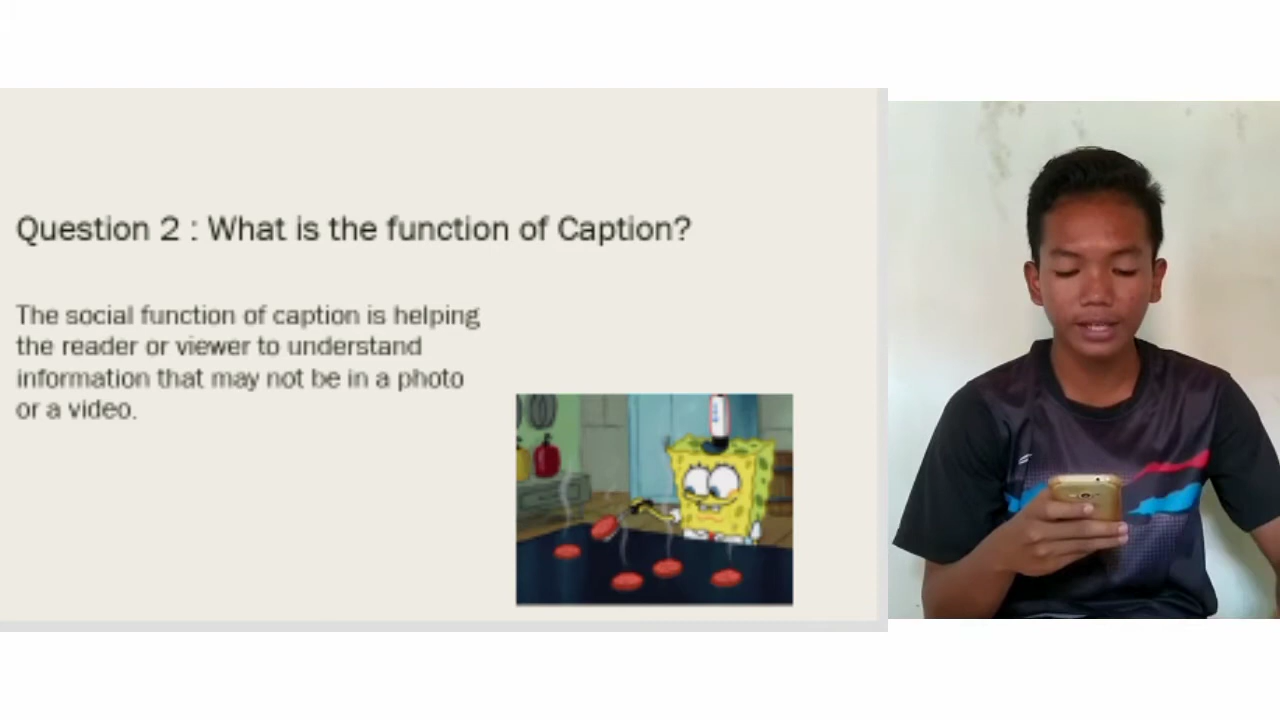 Question 2 : What is the function of Caption?
The social function of caption is helping
the reader or viewer to understand
information that may not be in a photo
or a video.